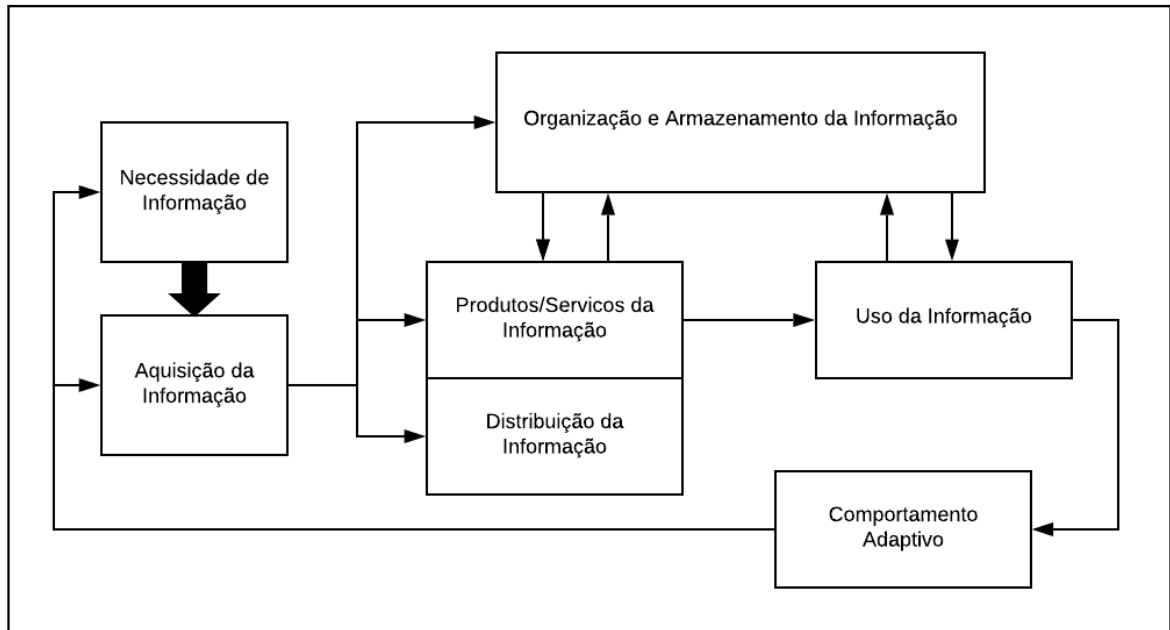 Organização e Armazenamento da Informação
Necessidade de
Informação
Produtos/Servicos da
Informação
Uso da Informação
Aquisição da
Informação
Distribuição da
Informação
Comportamento
Adaptivo